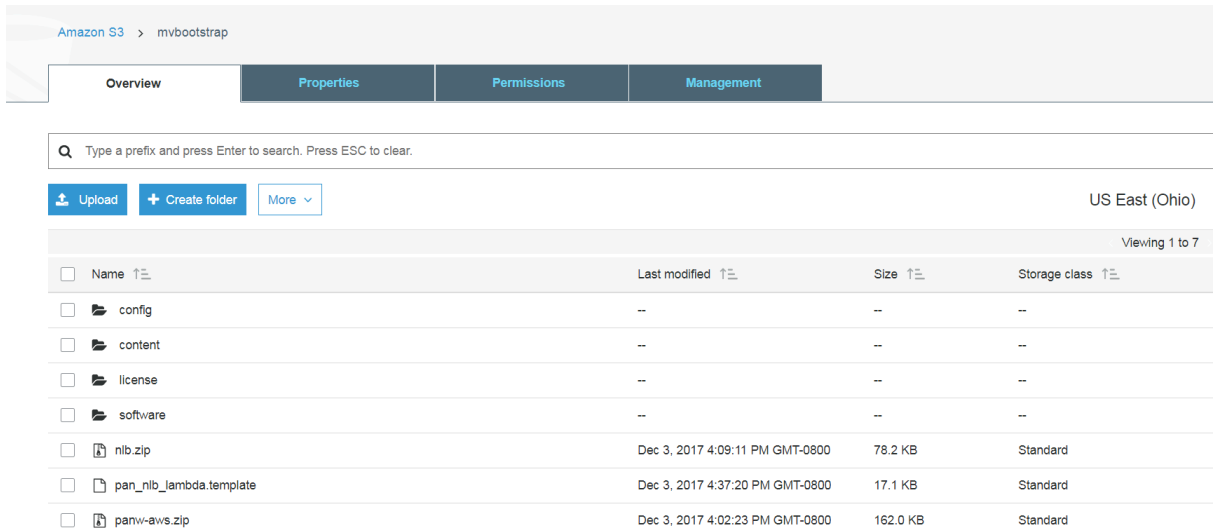 Amazon S3 > mvbootstrap
Overview Properties Permissions Management
Type a prefix and press Enter to search. Press ESC to clear.
Upload Create folder More US East (Ohio)
Viewing 1 to 7
Name Last modified Size Storage class
config -- -- --
content -- -- --
license -- -- --
software -- -- --
nlb.zip Dec 3, 2017 4:09:11 PM GMT-0800 78.2 KB Standard
pan_nlb_lambda.template Dec 3, 2017 4:37:20 PM GMT-0800 17.1 KB Standard
panw-aws.zip Dec 3, 2017 4:02:23 PM GMT-0800 162.0 KB Standard